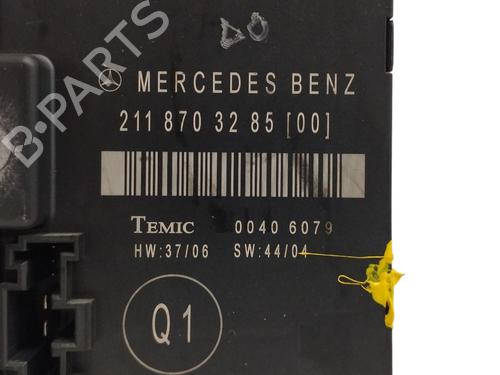 B-PARTS
MERCEDES BENZ
211 870 32 85 [00]
TEMIC 0040 6079
HW:37/06 SW:44/04
Q1